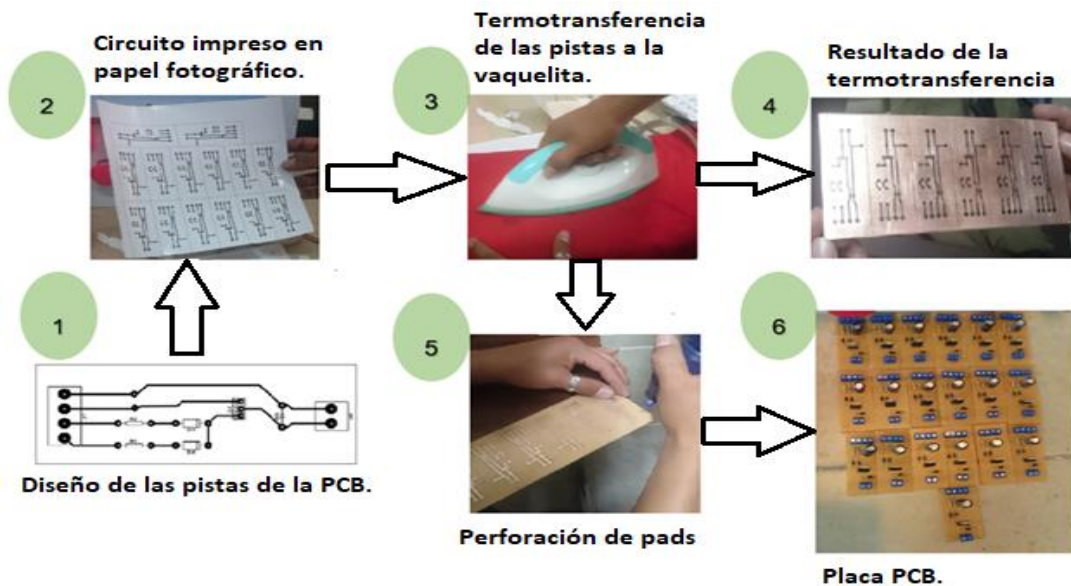 1
Diseño de las pistas de la PCB.
2
Circuito impreso en
papel fotográfico.
3
Termotransferencia
de las pistas a la
vaquelita.
4
Resultado de la
termotransferencia
5
Perforación de pads
6
Placa PCB.